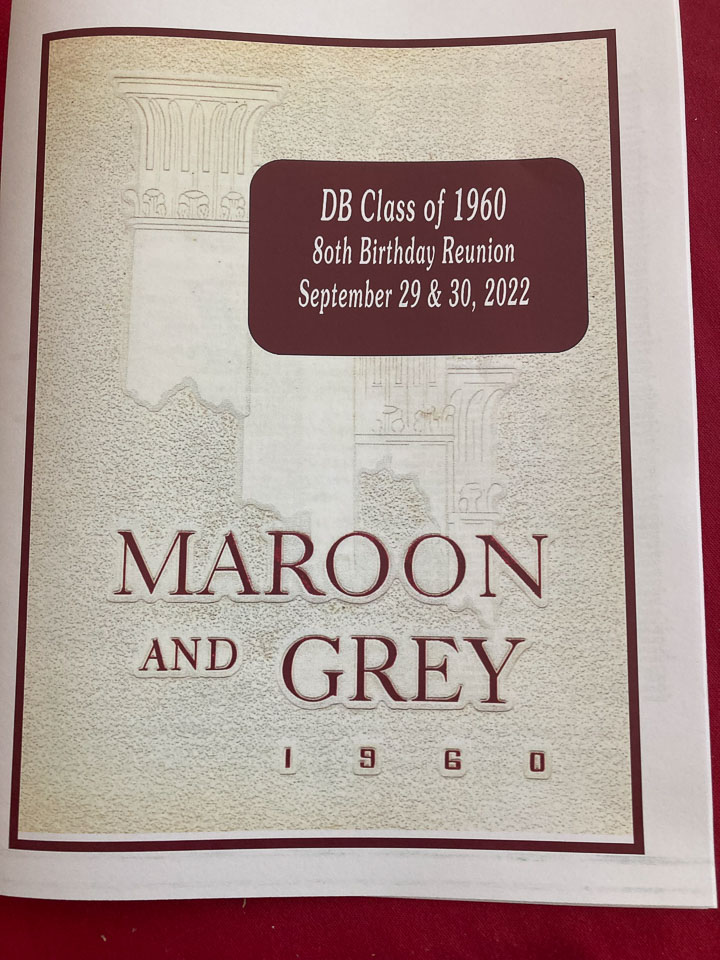 DB Class of 1960
80th Birthday Reunion
September 29 & 30, 2022
MAROON
AND GREY
1960